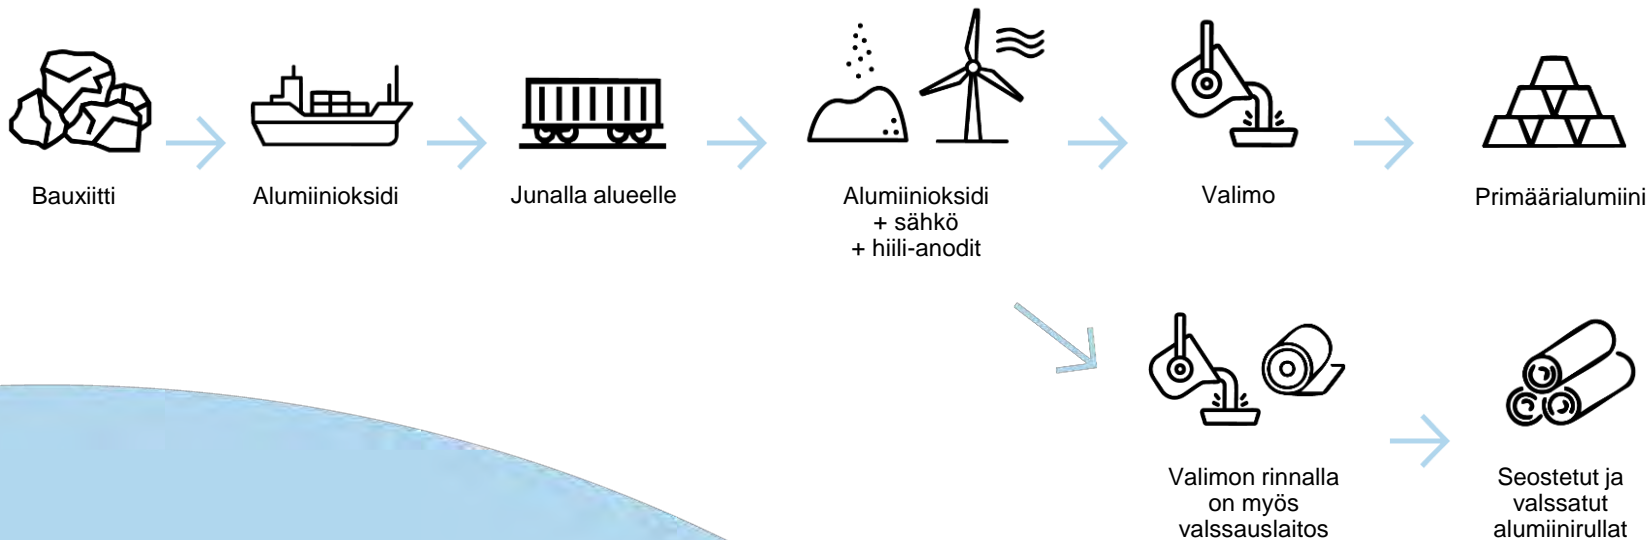 Bauxiitti
Alumiinioksidi
Junalla alueelle
Alumiinioksidi
+ sähkö
+ hiili-anodit
Valimo
Primäärialumiini
Valimon rinnalla
on myös
valssauslaitos
Seostetut ja
valssatut
alumiinirullat